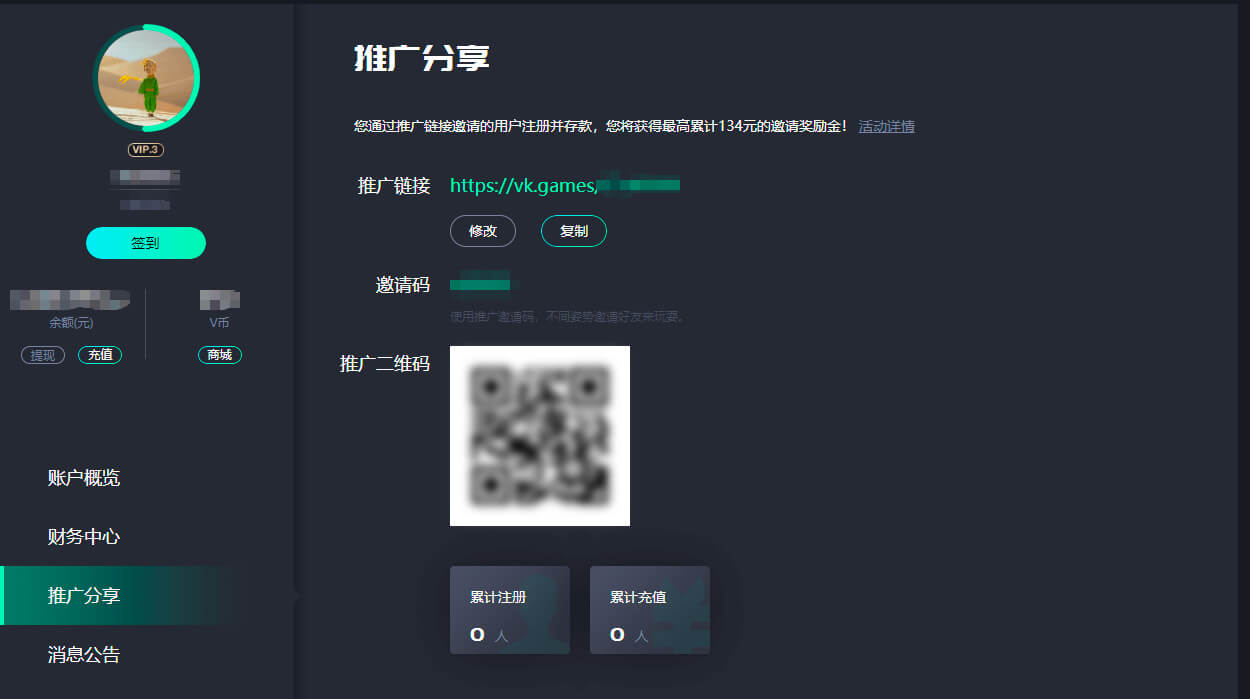 VIP.3
签到
余额(元)
V币
提现
充值
商城
账户概览
财务中心
推广分享
消息公告
推广分享
您通过推广链接邀请的用户注册并存款，您将获得最高累计134元的邀请奖励金！ 活动详情
推广链接 https://vk.games/
修改
复制
邀请码
使用推广邀请码，不同姿势邀请好友来玩耍。
推广二维码
累计注册
0 人
累计充值
0 人